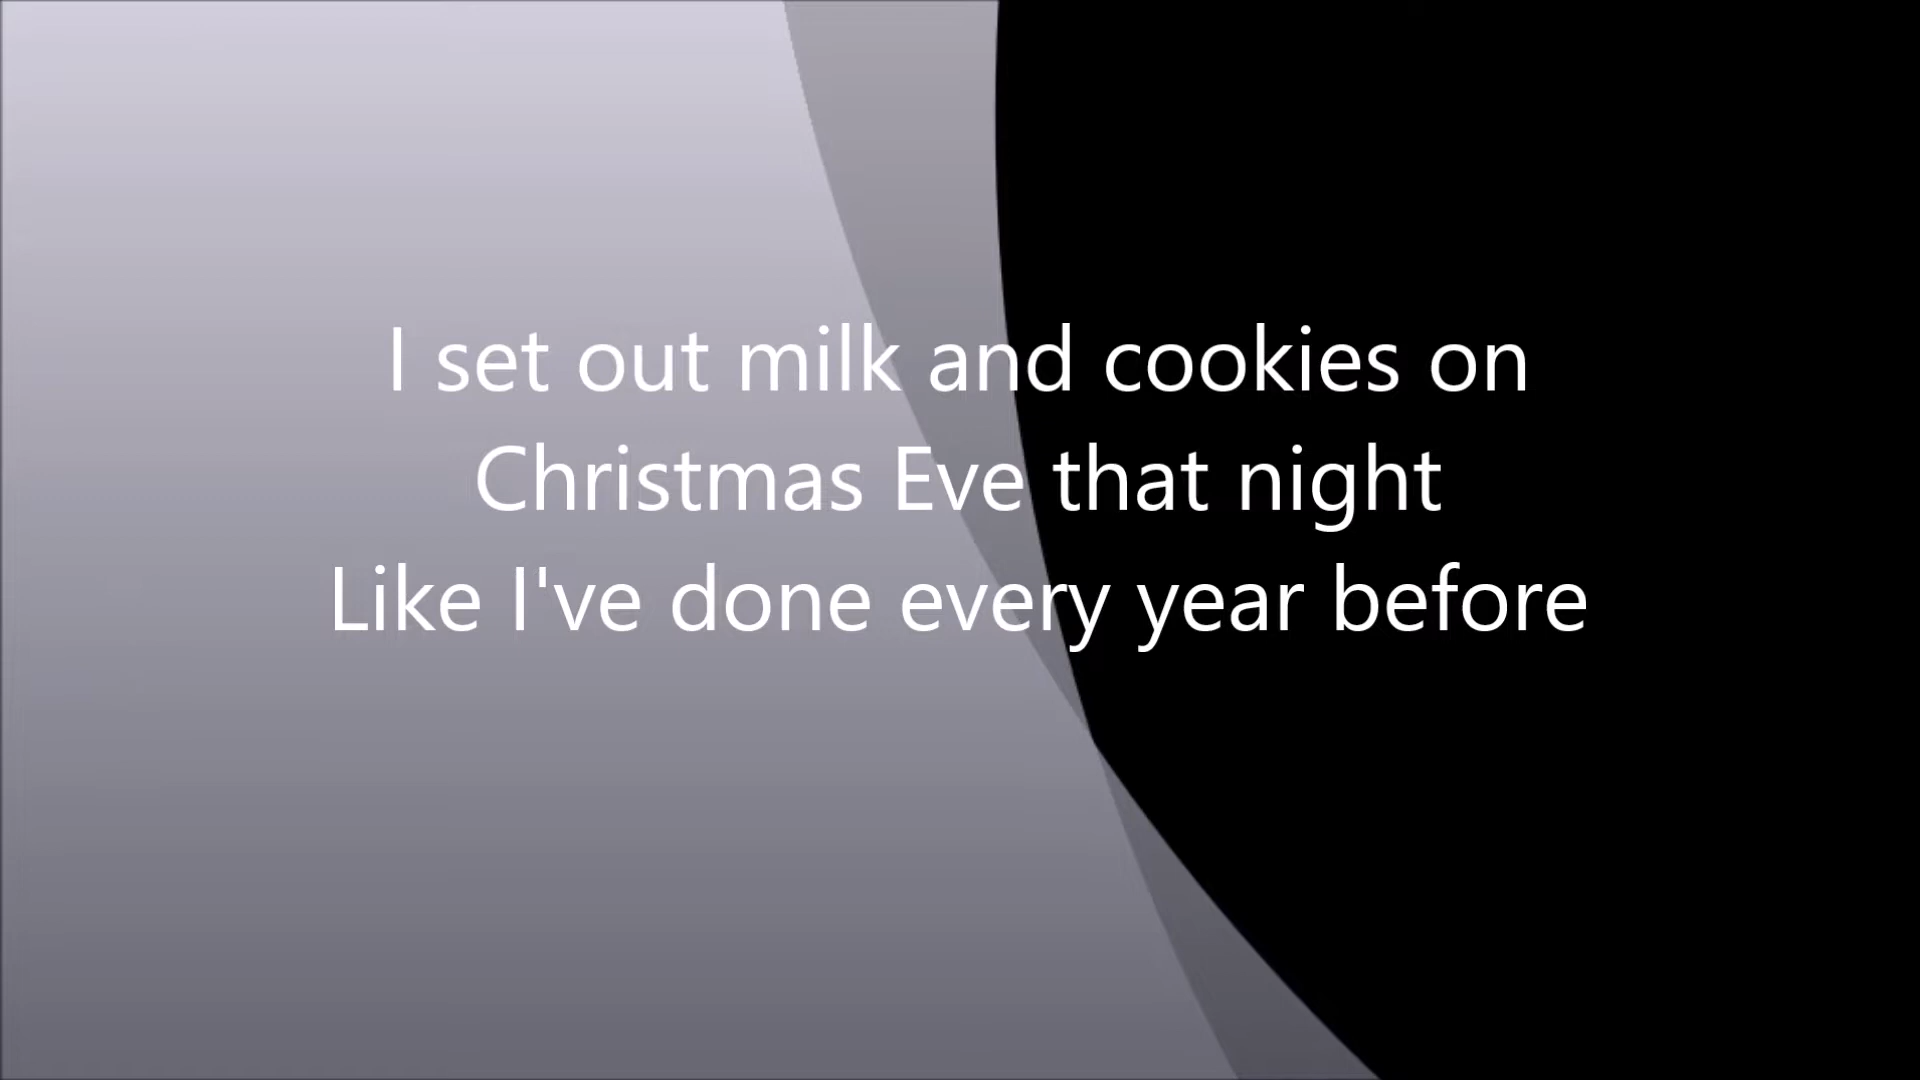 I set out milk and cookies on
Christmas Eve that night
Like I've done every year before